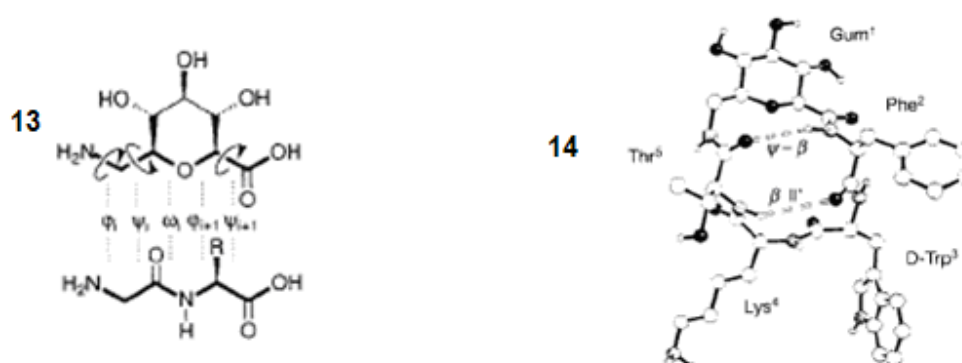 13
OH
HO
OH
H₂N
O
OH
O
φi ψi ωi φi+1 ψi+1
R
O
H₂N
N
H
OH
O
14
Gum¹
Phe²
Thr⁵
ψ – β
β II'
D-Trp³
Lys⁴